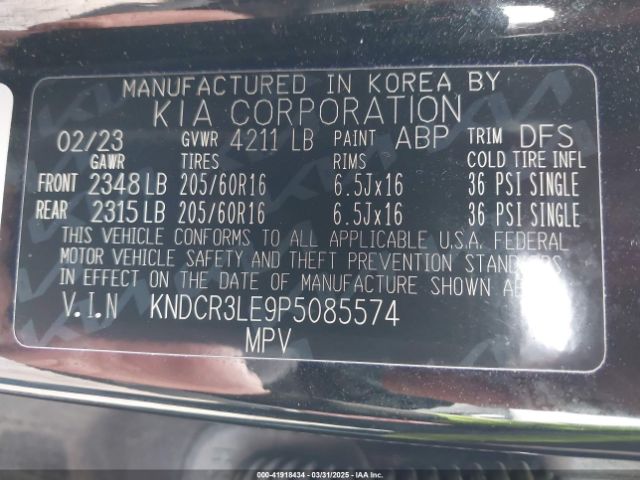 MANUFACTURED IN KOREA BY
KIA CORPORATION
02/23 GVWR 4211 LB PAINT ABP TRIM DFS
GAWR TIRES RIMS COLD TIRE INFL
FRONT 2348 LB 205/60R16 6.5Jx16 36 PSI SINGLE
REAR 2315 LB 205/60R16 6.5Jx16 36 PSI SINGLE
THIS VEHICLE CONFORMS TO ALL APPLICABLE U.S.A. FEDERAL
MOTOR VEHICLE SAFETY AND THEFT PREVENTION STANDARDS
IN EFFECT ON THE DATE OF MANUFACTURE SHOWN
V.I.N KNDCR3LE9P5085574
MPV
000-41918434 - 03/31/2025 - IAAI.COM